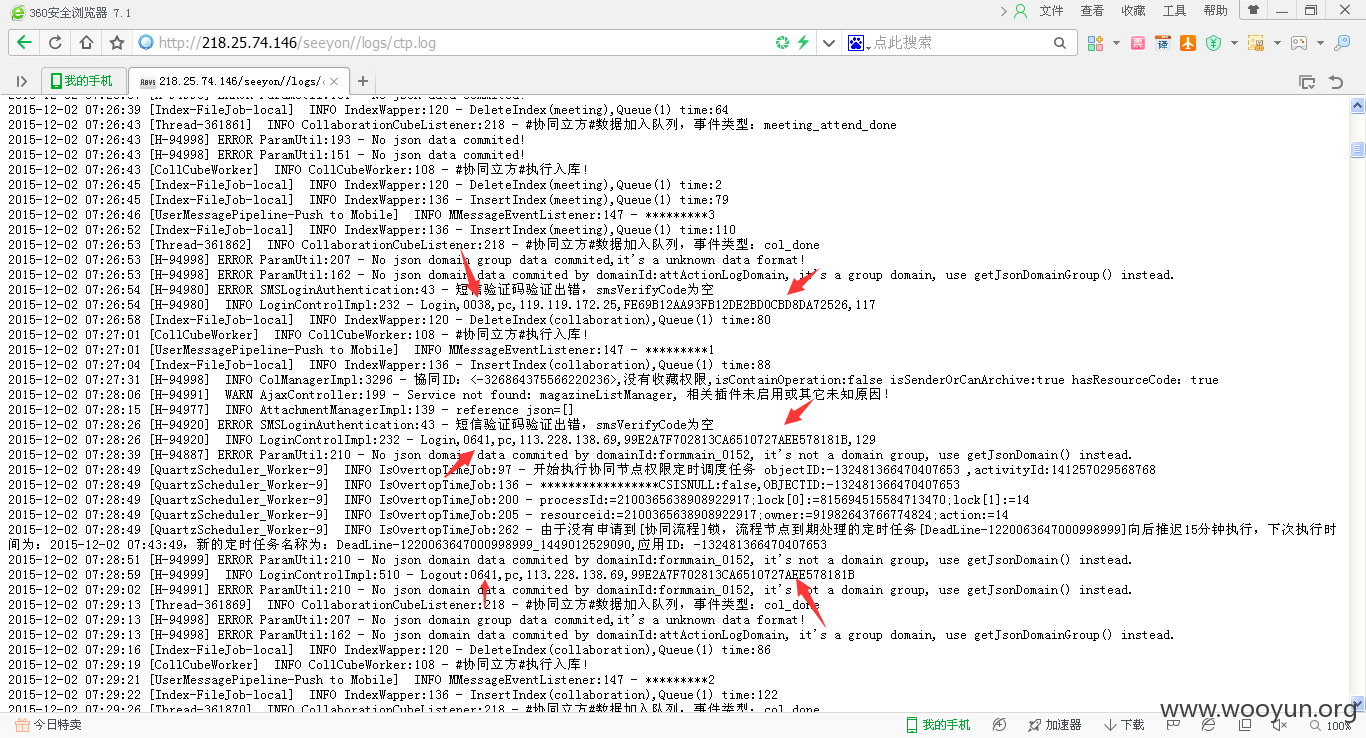 360安全浏览器 7.1
文件 查看 收藏 工具 帮助
http://218.25.74.146/seeyon//logs/ctp.log
点此搜索
我的手机
218.25.74.146/seeyon//logs/
2015-12-02 07:26:39 [Index-FileJob-local] INFO IndexWapper:120 - DeleteIndex(meeting),Queue(1) time:64
2015-12-02 07:26:43 [Thread-361861] INFO CollaborationCubeListener:218 - #协同立方#数据加入队列，事件类型：meeting_attend_done
2015-12-02 07:26:43 [H-94998] ERROR ParamUtil:193 - No json data commited!
2015-12-02 07:26:43 [H-94998] ERROR ParamUtil:151 - No json data commited!
2015-12-02 07:26:43 [CollCubeWorker] INFO CollCubeWorker:108 - #协同立方#执行入库!
2015-12-02 07:26:45 [Index-FileJob-local] INFO IndexWapper:120 - DeleteIndex(meeting),Queue(1) time:2
2015-12-02 07:26:45 [Index-FileJob-local] INFO IndexWapper:136 - InsertIndex(meeting),Queue(1) time:79
2015-12-02 07:26:46 [UserMessagePipeline-Push to Mobile] INFO MMessageEventListener:147 - *********3
2015-12-02 07:26:52 [Index-FileJob-local] INFO IndexWapper:136 - InsertIndex(meeting),Queue(1) time:110
2015-12-02 07:26:53 [Thread-361862] INFO CollaborationCubeListener:218 - #协同立方#数据加入队列，事件类型：col_done
2015-12-02 07:26:53 [H-94998] ERROR ParamUtil:207 - No json domain group data commited,it's a unknown data format!
2015-12-02 07:26:53 [H-94998] ERROR ParamUtil:162 - No json domain data commited by domainId:attActionLogDomain, it's a group domain, use getJsonDomainGroup() instead.
2015-12-02 07:26:54 [H-94980] ERROR SMSLoginAuthentication:43 - 短信验证码验证出错，smsVerifyCode为空
2015-12-02 07:26:54 [H-94980] INFO LoginControlImpl:232 - Login,0038,pc,119.119.172.25,FE69B12AA93FB12DE2BD0CBD8DA72526,117
2015-12-02 07:26:58 [Index-FileJob-local] INFO IndexWapper:120 - DeleteIndex(collaboration),Queue(1) time:80
2015-12-02 07:27:01 [CollCubeWorker] INFO CollCubeWorker:108 - #协同立方#执行入库!
2015-12-02 07:27:01 [UserMessagePipeline-Push to Mobile] INFO MMessageEventListener:147 - *********1
2015-12-02 07:27:04 [Index-FileJob-local] INFO IndexWapper:136 - InsertIndex(collaboration),Queue(1) time:88
2015-12-02 07:27:31 [H-94998] INFO ColManagerImpl:3296 - 协同ID：<-326864375566220236>,没有收藏权限,isContainOperation:false isSenderOrCanArchive:true hasResourceCode：true
2015-12-02 07:28:06 [H-94991] WARN AjaxController:199 - Service not found: magazineListManager, 相关插件未启用或其它未知原因!
2015-12-02 07:28:15 [H-94977] INFO AttachmentManagerImpl:139 - reference json=[]
2015-12-02 07:28:26 [H-94980] ERROR SMSLoginAuthentication:43 - 短信验证码验证出错，smsVerifyCode为空
2015-12-02 07:28:26 [H-94980] INFO LoginControlImpl:232 - Login,0641,pc,113.228.138.69,99E2A7F702813CA6510727AEE578181B,129
2015-12-02 07:28:39 [H-94887] ERROR ParamUtil:210 - No json domain data commited by domainId:formmain_0152, it's not a group domain, use getJsonDomain() instead.
2015-12-02 07:28:49 [QuartzScheduler_Worker-9] INFO IsOvertopTimeJob:97 - 开始执行协同节点权限定时调度任务 objectID:-132481366470407653 ,activityId:141257029568768
2015-12-02 07:28:49 [QuartzScheduler_Worker-9] INFO IsOvertopTimeJob:136 - *****************CSISNULL:false,OBJECTID:-132481366470407653
2015-12-02 07:28:49 [QuartzScheduler_Worker-9] INFO IsOvertopTimeJob:200 - processId:=2100365638908922917;lock[0]:=815694515584713470;lock[1]:=14
2015-12-02 07:28:49 [QuartzScheduler_Worker-9] INFO IsOvertopTimeJob:205 - resourceid:=2100365638908922917;owner:=91982643766774824;action:=14
2015-12-02 07:28:49 [QuartzScheduler_Worker-9] INFO IsOvertopTimeJob:262 - 由于没有申请到[协同流程]锁，流程节点到期处理的定时任务[DeadLine-1220063647000998999]向后推迟15分钟执行，下次执行时
间为：2015-12-02 07:43:49，新的定时任务名称为：DeadLine-1220063647000998999_1449012529090,应用ID：-132481366470407653
2015-12-02 07:28:51 [H-94999] ERROR ParamUtil:210 - No json domain data commited by domainId:formmain_0152, it's not a group domain, use getJsonDomain() instead.
2015-12-02 07:28:59 [H-94999] INFO LoginControlImpl:510 - Logout:0641,pc,113.228.138.69,99E2A7F702813CA6510727AEE578181B
2015-12-02 07:29:02 [H-94991] ERROR ParamUtil:210 - No json domain data commited by domainId:formmain_0152, it's not a group domain, use getJsonDomain() instead.
2015-12-02 07:29:13 [Thread-361869] INFO CollaborationCubeListener:218 - #协同立方#数据加入队列，事件类型：col_done
2015-12-02 07:29:13 [H-94998] ERROR ParamUtil:207 - No json domain group data commited,it's a unknown data format!
2015-12-02 07:29:13 [H-94998] ERROR ParamUtil:162 - No json domain data commited by domainId:attActionLogDomain, it's a group domain, use getJsonDomainGroup() instead.
2015-12-02 07:29:16 [Index-FileJob-local] INFO IndexWapper:120 - DeleteIndex(collaboration),Queue(1) time:86
2015-12-02 07:29:19 [CollCubeWorker] INFO CollCubeWorker:108 - #协同立方#执行入库!
2015-12-02 07:29:21 [UserMessagePipeline-Push to Mobile] INFO MMessageEventListener:147 - *********2
2015-12-02 07:29:22 [Index-FileJob-local] INFO IndexWapper:136 - InsertIndex(collaboration),Queue(1) time:122
2015-12-02 07:29:26 [Thread-361870] INFO CollaborationCubeListener:218 - #协同立方#数据加入队列，事件类型：col_done
www.wooyun.org
今日特卖
我的手机 加速器 下载 100%